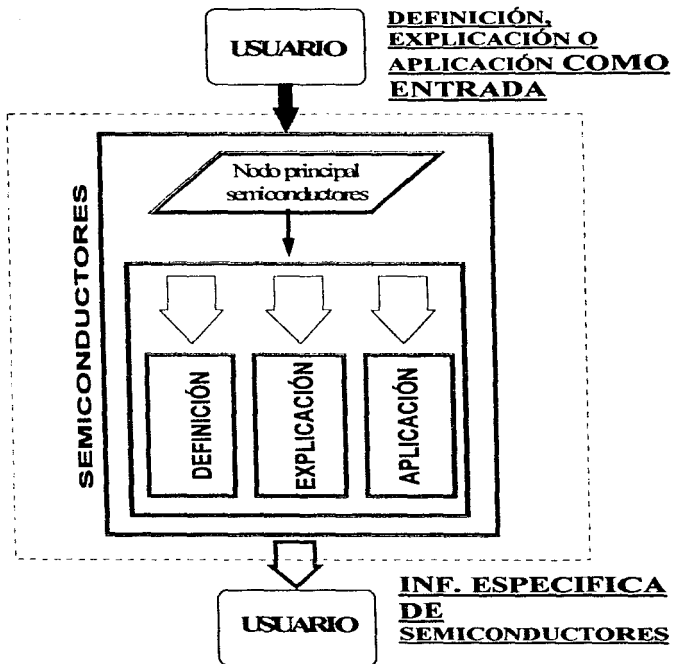 USUARIO
DEFINICIÓN,
EXPLICACIÓN O
APLICACIÓN COMO
ENTRADA
SEMICONDUCTORES
Nodo principal
semiconductores
DEFINICIÓN
EXPLICACIÓN
APLICACIÓN
USUARIO
INF. ESPECIFICA
DE
SEMICONDUCTORES